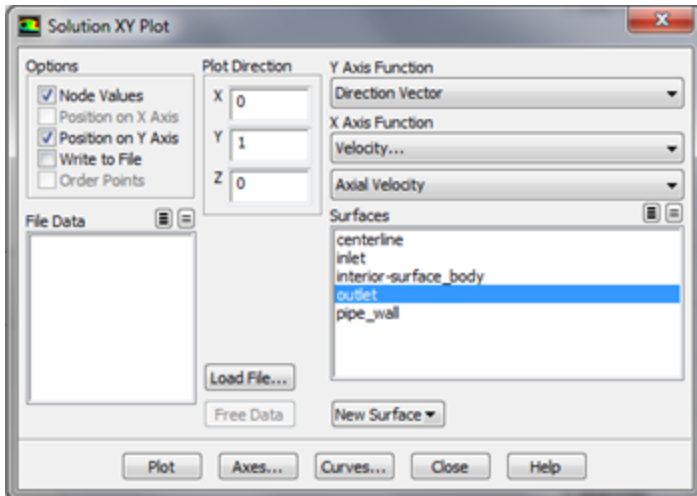 Solution XY Plot
Options
Node Values
Position on X Axis
Position on Y Axis
Write to File
Order Points
Plot Direction
X 0
Y 1
Z 0
Y Axis Function
Direction Vector
X Axis Function
Velocity...
Axial Velocity
File Data
Surfaces
centerline
inlet
interior-surface_body
outlet
pipe_wall
Load File...
Free Data
New Surface
Plot
Axes...
Curves...
Close
Help